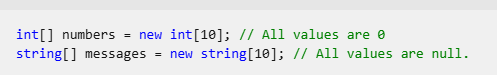 int[] numbers = new int[10]; // All values are 0
string[] messages = new string[10]; // All values are null.